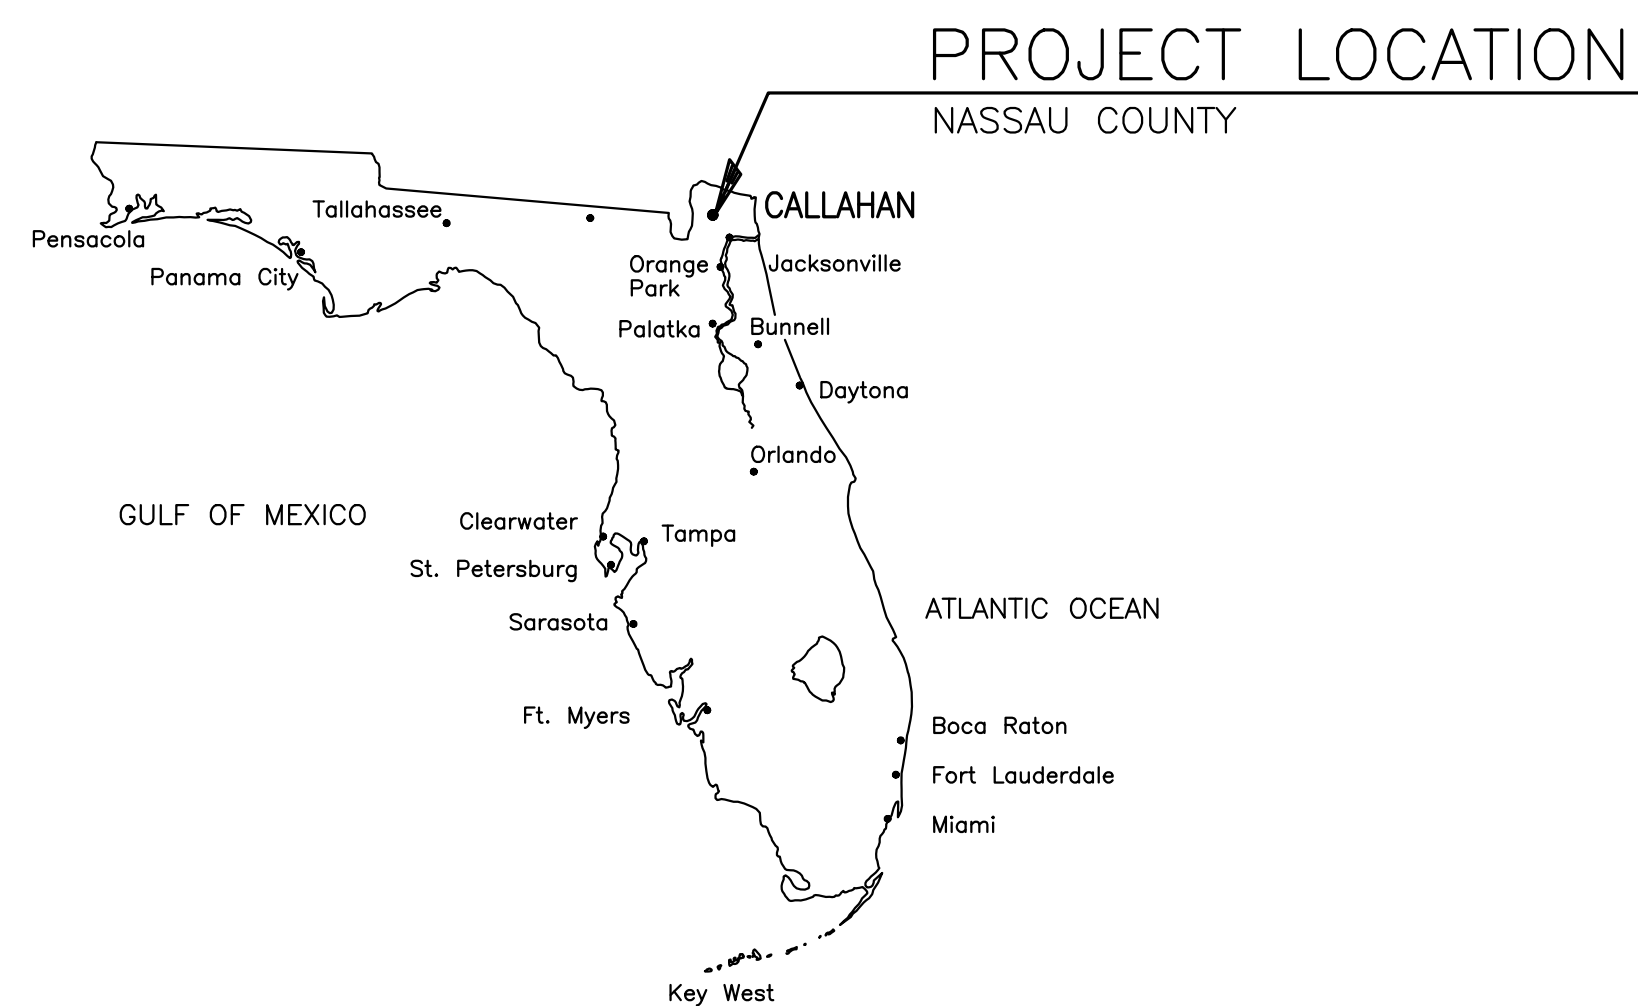 PROJECT LOCATION
NASSAU COUNTY
CALLAHAN
Tallahassee
Pensacola
Panama City
Orange
Park
Jacksonville
Palatka
Bunnell
Daytona
Orlando
GULF OF MEXICO
Clearwater
Tampa
St. Petersburg
ATLANTIC OCEAN
Sarasota
Ft. Myers
Boca Raton
Fort Lauderdale
Miami
Key West